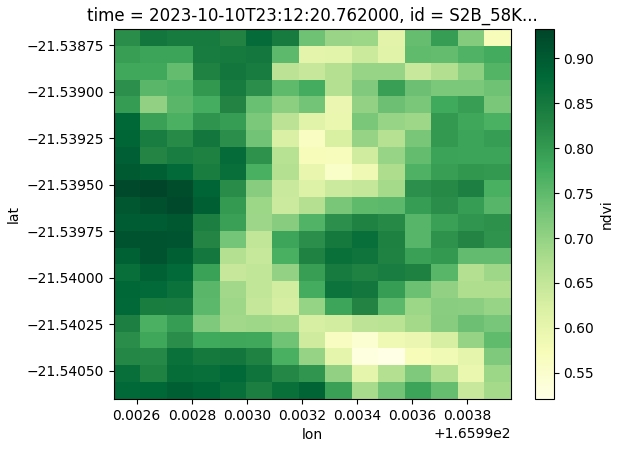 time = 2023-10-10T23:12:20.762000, id = S2B_58K...
−21.53875
−21.53900
−21.53925
−21.53950
−21.53975
−21.54000
−21.54025
−21.54050
lat
0.0026 0.0028 0.0030 0.0032 0.0034 0.0036 0.0038
lon
+1.6599e2
0.90
0.85
0.80
0.75
0.70
0.65
0.60
0.55
ndvi